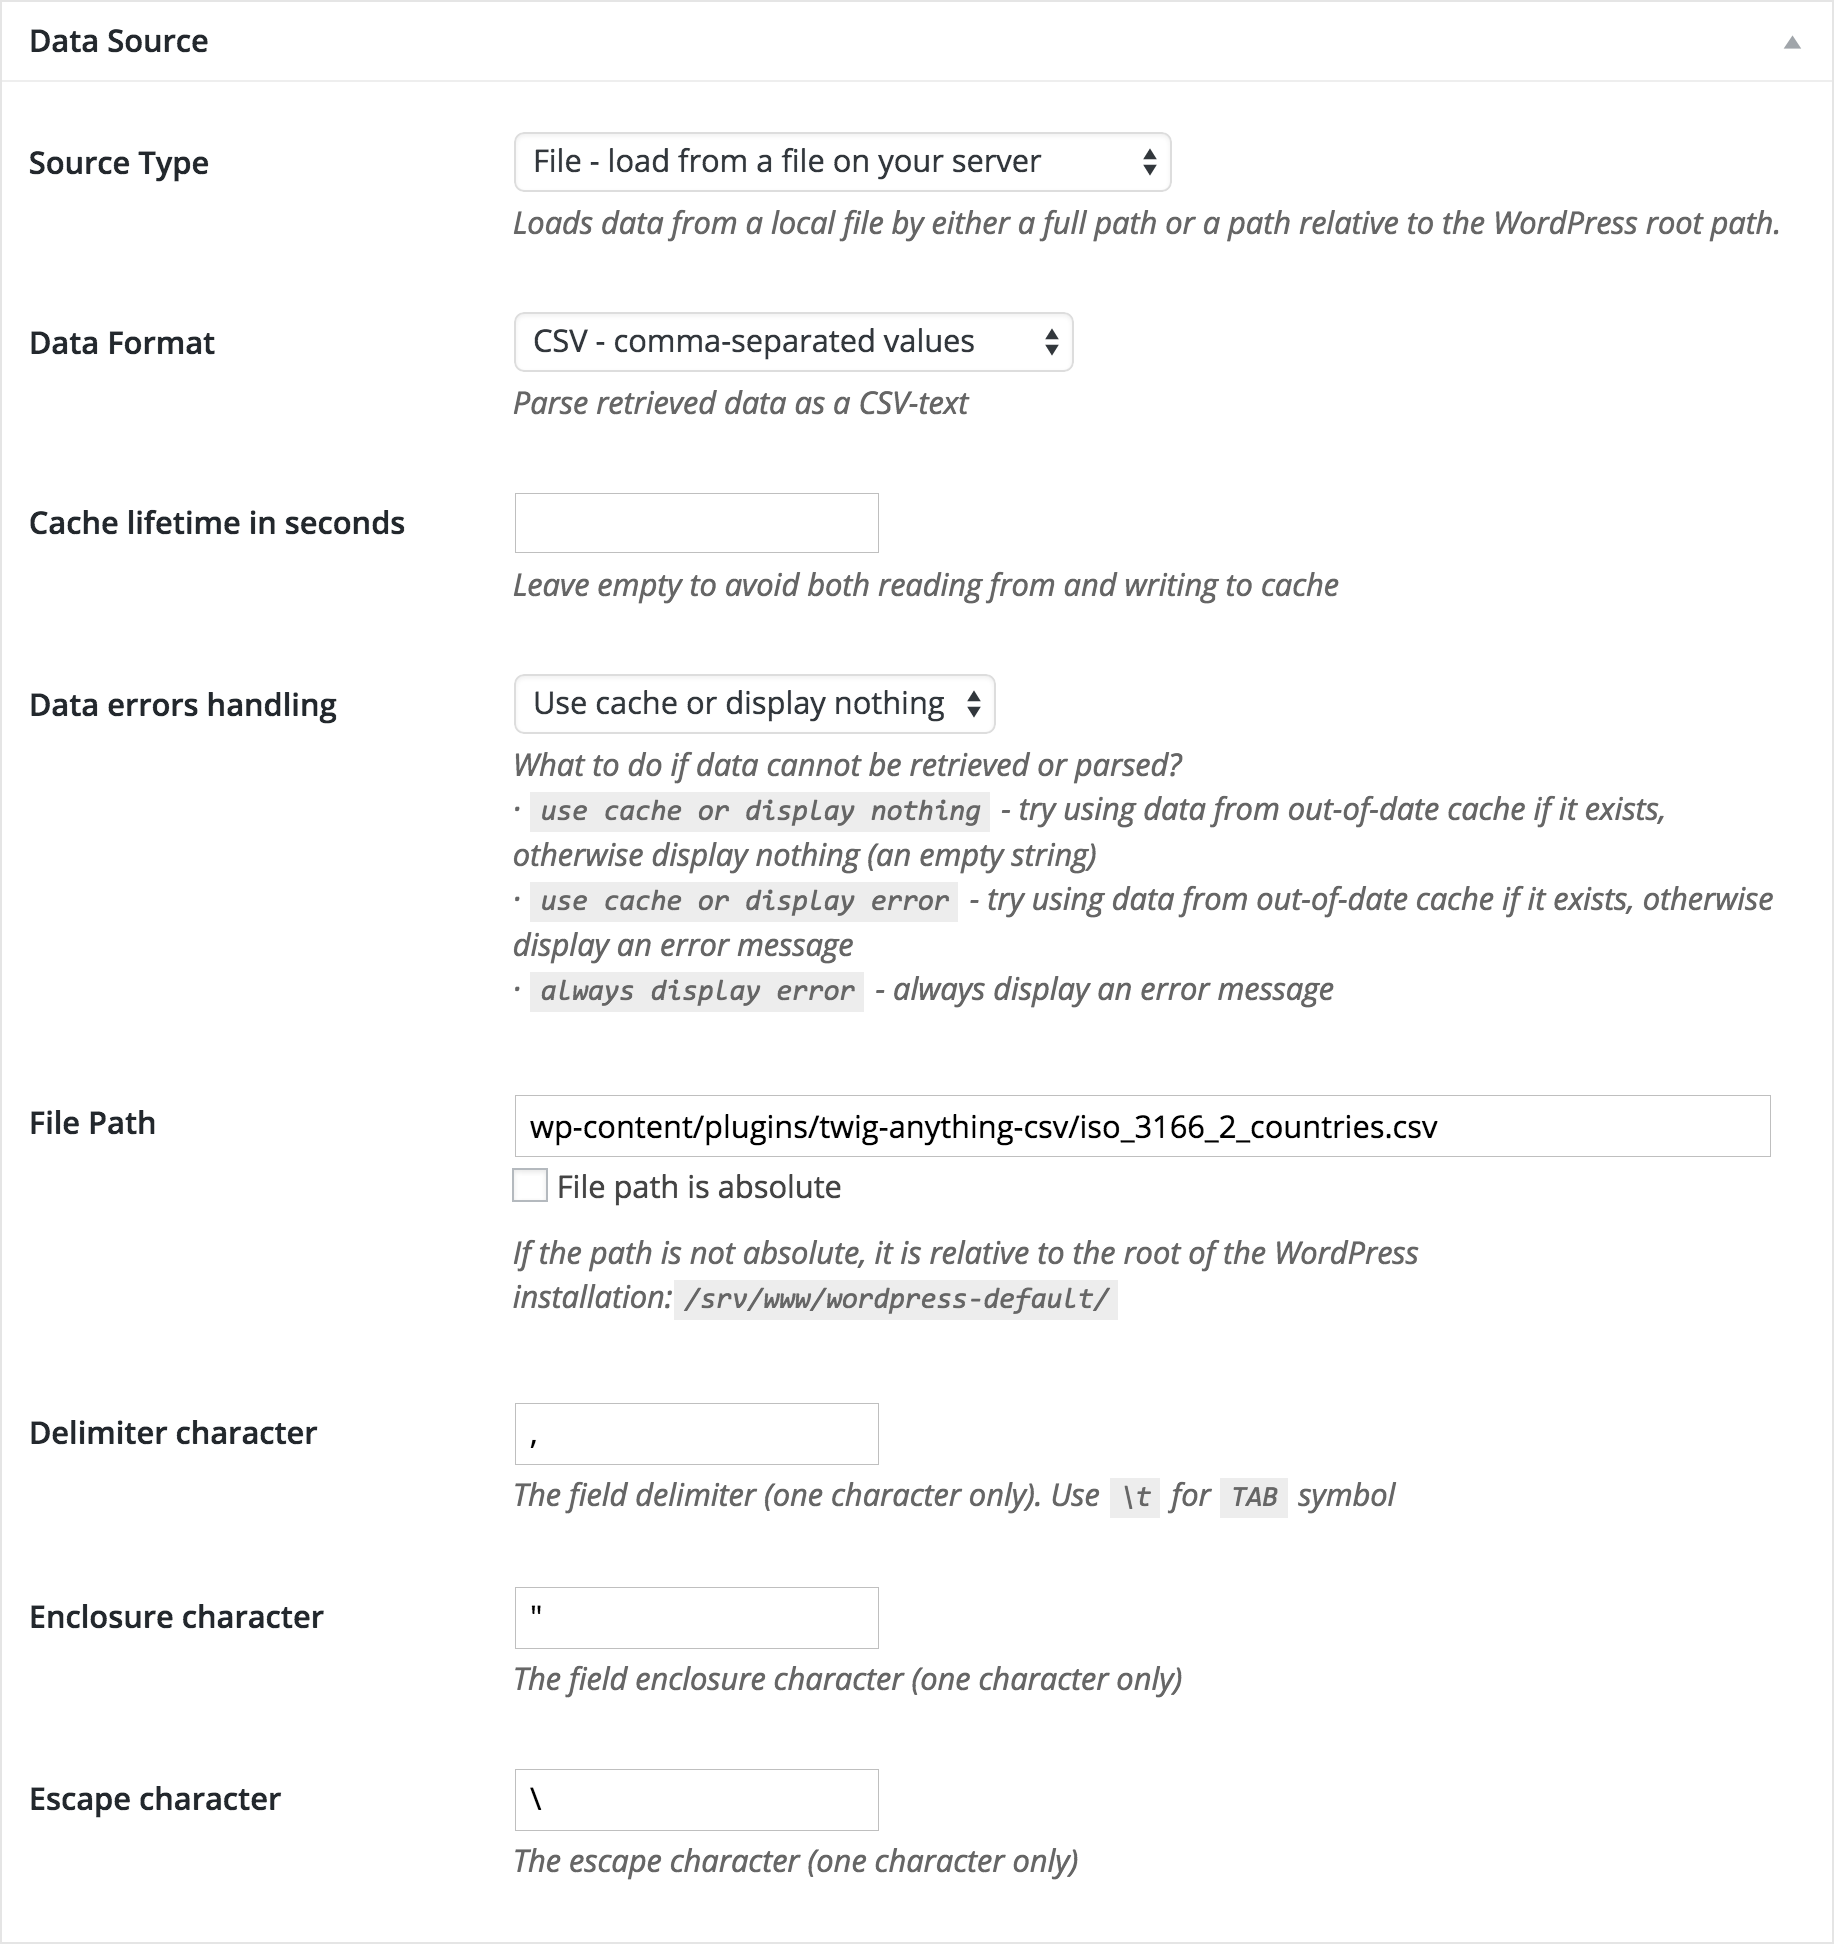 Data Source
Source Type
File - load from a file on your server
Loads data from a local file by either a full path or a path relative to the WordPress root path.
Data Format
CSV - comma-separated values
Parse retrieved data as a CSV-text
Cache lifetime in seconds
Leave empty to avoid both reading from and writing to cache
Data errors handling
Use cache or display nothing
What to do if data cannot be retrieved or parsed?
· use cache or display nothing - try using data from out-of-date cache if it exists,
otherwise display nothing (an empty string)
· use cache or display error - try using data from out-of-date cache if it exists, otherwise
display an error message
· always display error - always display an error message
File Path
wp-content/plugins/twig-anything-csv/iso_3166_2_countries.csv
File path is absolute
If the path is not absolute, it is relative to the root of the WordPress
installation: /srv/www/wordpress-default/
Delimiter character
,
The field delimiter (one character only). Use \t for TAB symbol
Enclosure character
"
The field enclosure character (one character only)
Escape character
\
The escape character (one character only)